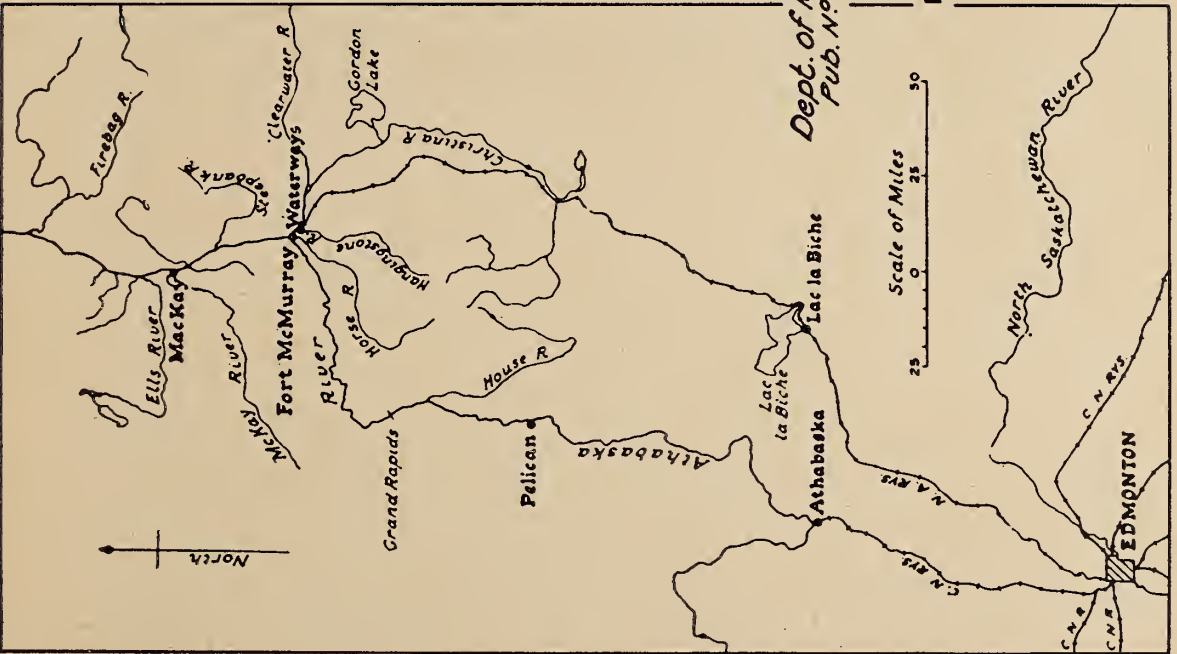 Firebag R.
Clearwater R
Gordon
Lake
Steepbank R.
Waterways
Christina R
Ells River
MacKay
McKay
River
Fort McMurray
Hangingstone
R.
Horse R
River
House R
Grand Rapids
Pelican
Athabaska
North
Lac la Biche
Lac
la Biche
Athabaska
N.A. RYS.
C.N RYS.
C N RYS.
C N R
C N R
EDMONTON
North Saskatchewan River
Scale of Miles
25 0 25 50
Dept. of
Pub. No